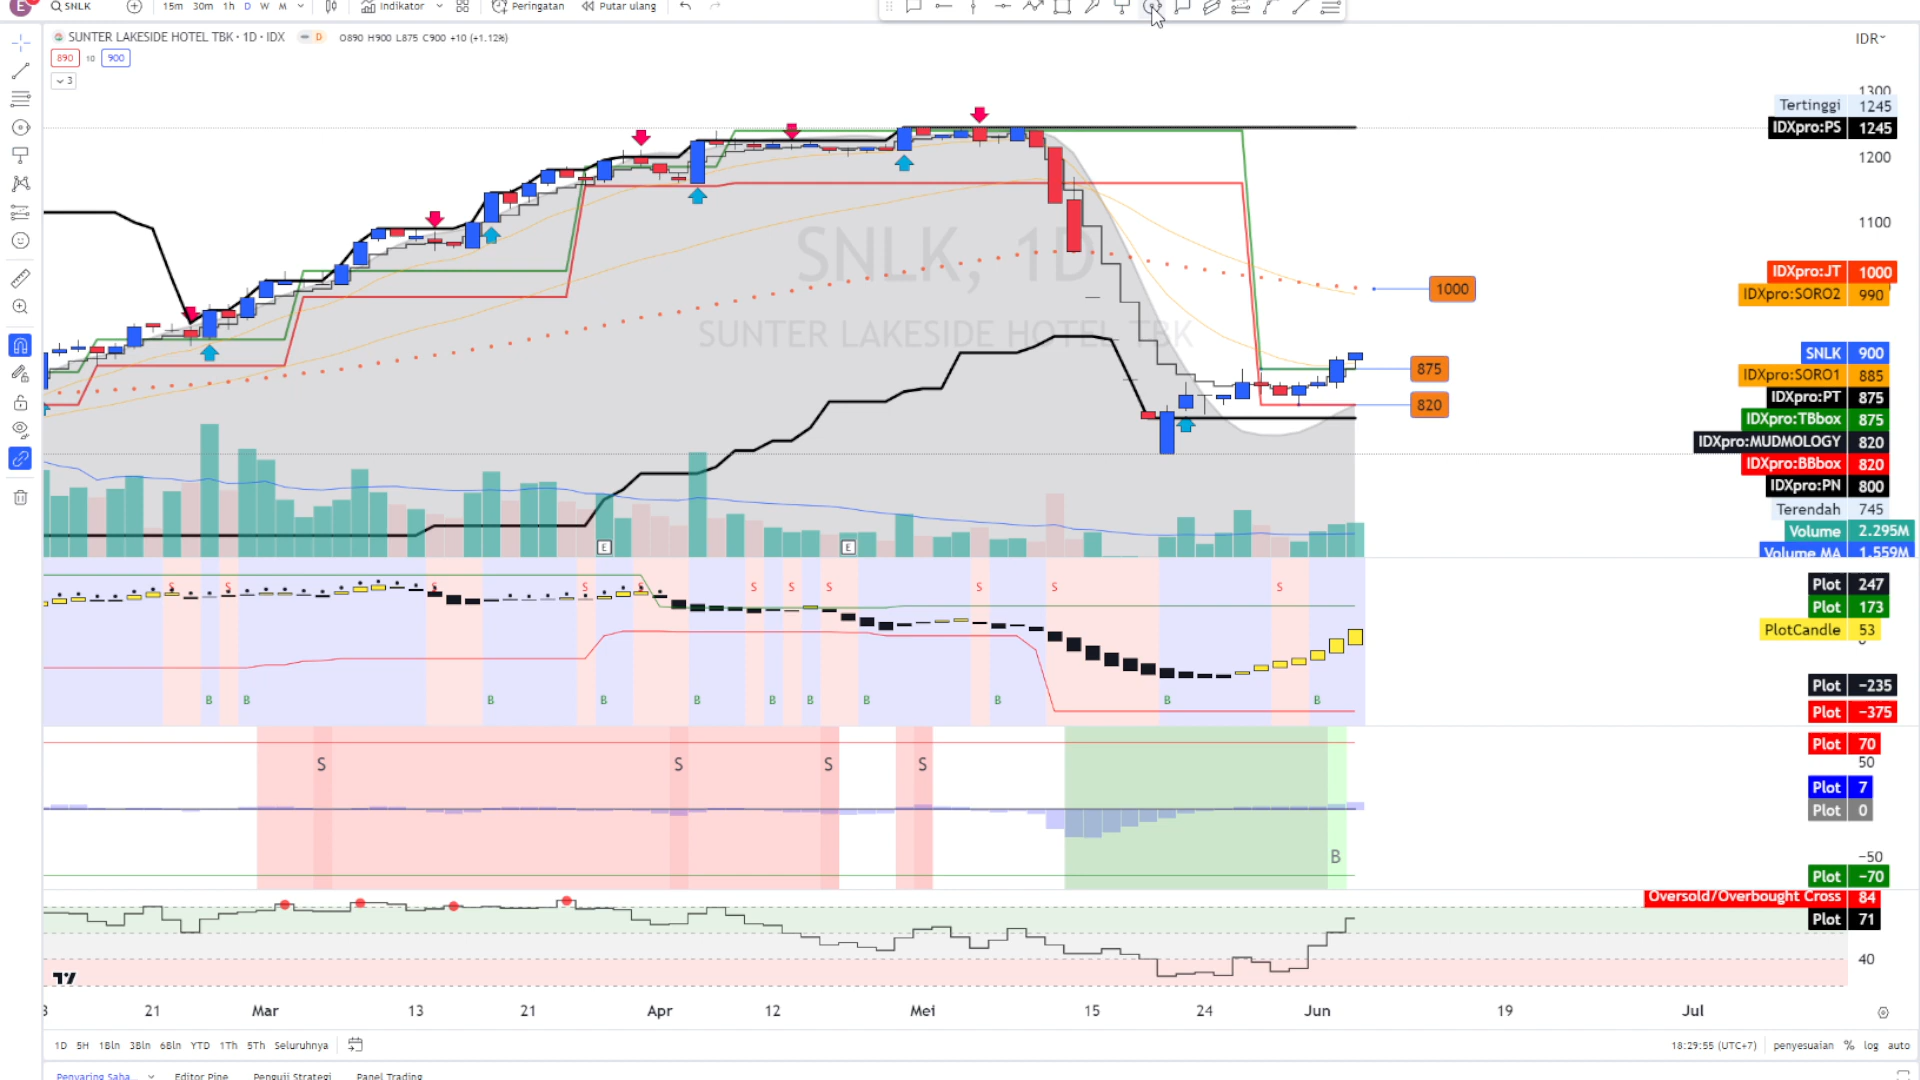 E SNLK 15m 30m 1h D W M Indikator Peringatan Putar ulang
SUNTER LAKESIDE HOTEL TBK · 1D · IDX D O890 H900 L875 C900 +10 (+1.12%)
IDR
890 10 900
3
1300
Tertinggi 1245
IDXpro:PS 1245
1200
1100
SNLK, 1D
SUNTER LAKESIDE HOTEL TBK
IDXpro:JT 1000
1000
IDXpro:SORO2 990
SNLK 900
875
IDXpro:SORO1 885
IDXpro:PT 875
820
IDXpro:TBbox 875
IDXpro:MUDMOLOGY 820
IDXpro:BBbox 820
IDXpro:PN 800
Terendah 745
Volume 2.295M
Volume MA 1.559M
E E
S S S S S S S S S S S
Plot 247
Plot 173
PlotCandle 53
0
Plot −235
B B B B B B B B B B B
Plot −375
Plot 70
50
S S S S
Plot 7
Plot 0
B
−50
Plot −70
Oversold/Overbought Cross 84
Plot 71
40
21 Mar 13 21 Apr 12 Mei 15 24 Jun 19 Jul
1D 5H 1Bln 3Bln 6Bln YTD 1Th 5Th Seluruhnya
18:29:55 (UTC+7) penyesuaian % log auto
Penyaring Saha... Editor Pine Penguji Strategi Panel Trading